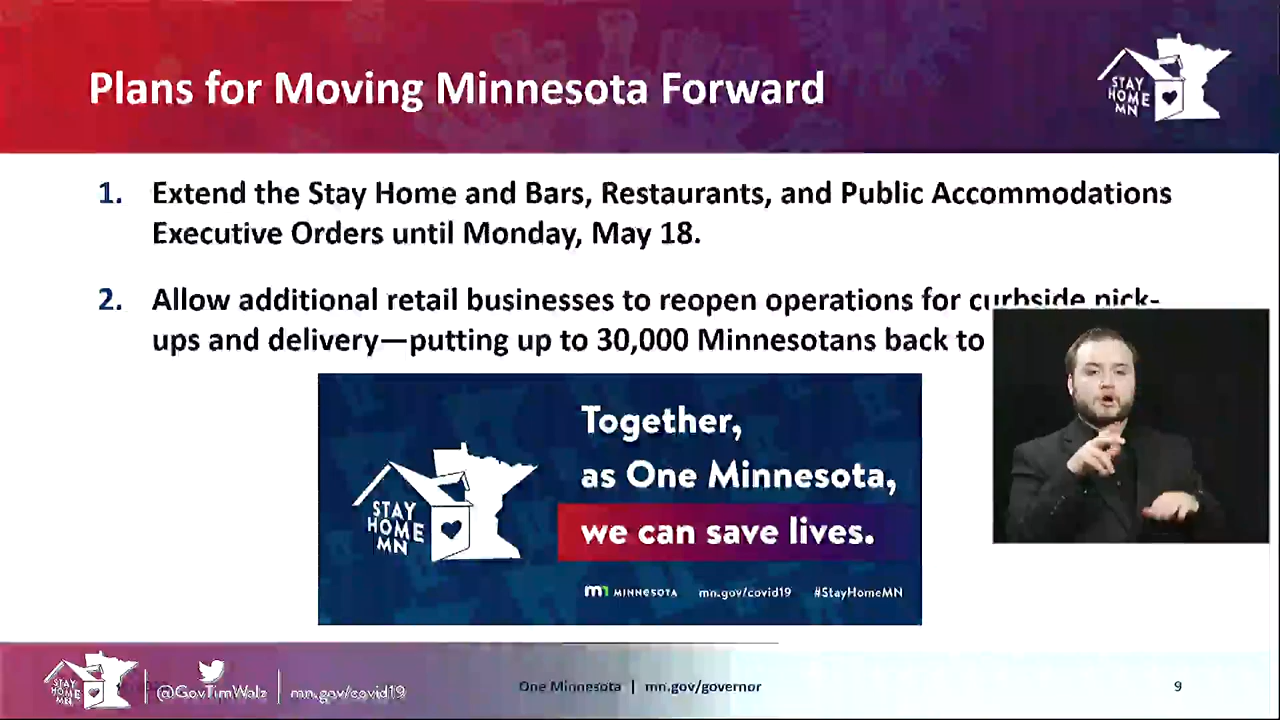 Plans for Moving Minnesota Forward
STAY
HOME
MN
1. Extend the Stay Home and Bars, Restaurants, and Public Accommodations
Executive Orders until Monday, May 18.
2. Allow additional retail businesses to reopen operations for curbside pick-
ups and delivery—putting up to 30,000 Minnesotans back to
Together,
as One Minnesota,
we can save lives.
STAY
HOME
MN
mn MINNESOTA mn.gov/covid19 #StayHomeMN
STAY
HOME
MN
@GovTimWalz mn.gov/covid19
One Minnesota | mn.gov/governor
9